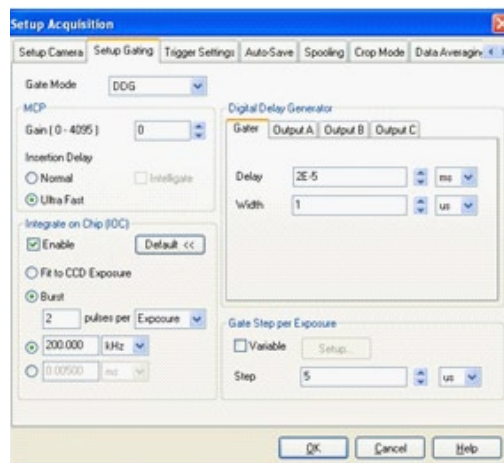 Setup Acquisition
Setup Camera Setup Gating Trigger Settings Auto-Save Spooling Crop Mode Data Averaging
Gate Mode DDG
MCP
Gain ( 0 - 4095 ) 0
Insertion Delay
Normal Intelligate
Ultra Fast
Integrate on Chip (IOC)
Enable Default <<
Fit to CCD Exposure
Burst
2 pulses per Exposure
200.000 kHz
0.00500 ms
Digital Delay Generator
Gater Output A Output B Output C
Delay 2E-5 ms
Width 1 us
Gate Step per Exposure
Variable Setup...
Step 5 us
OK Cancel Help